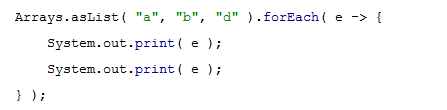 Arrays.asList( "a", "b", "d" ).forEach( e -> {
    System.out.print( e );
    System.out.print( e );
} );